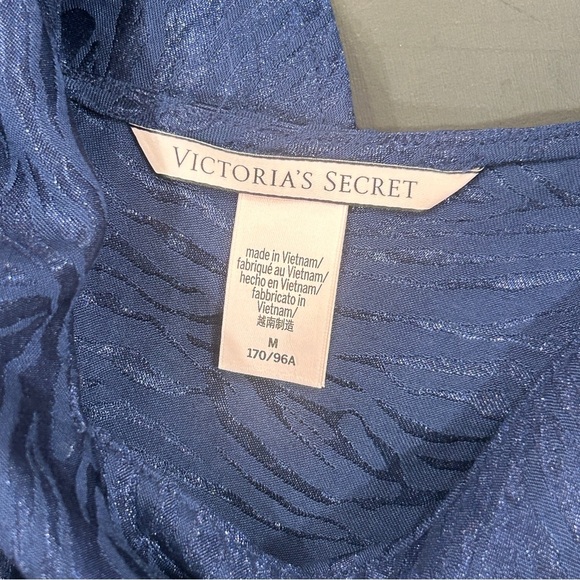 VICTORIA'S SECRET
made in Vietnam/
fabriqué au Vietnam/
hecho en Vietnam/
fabbricato in
Vietnam/
越南制造
M
170/96A